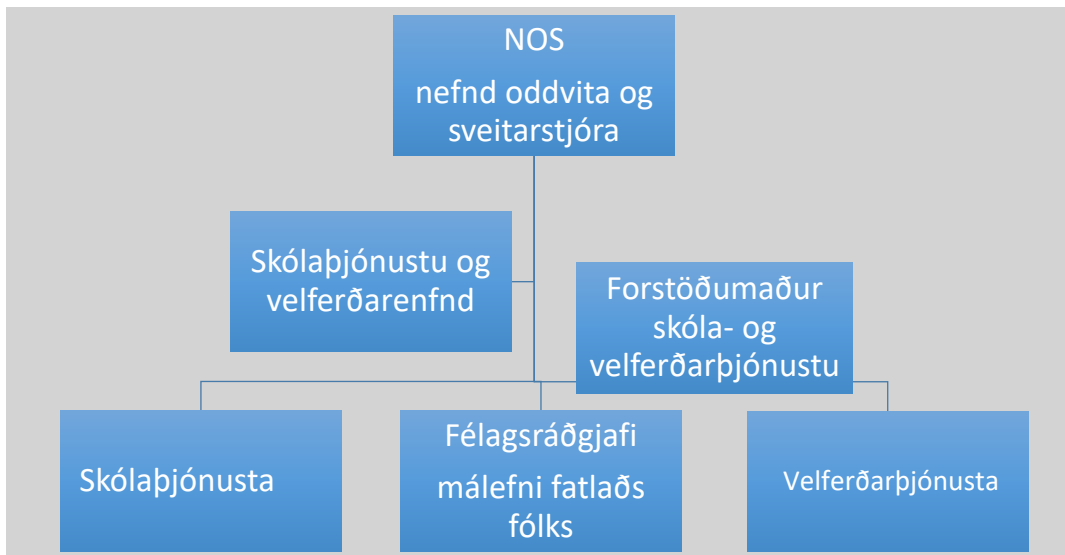 NOS
nefnd oddvita og
sveitarstjóra
Skólaþjónustu og
velferðarenfnd
Forstöðumaður
skóla- og
velferðarþjónustu
Skólaþjónusta
Félagsráðgjafi
málefni fatlaðs
fólks
Velferðarþjónusta